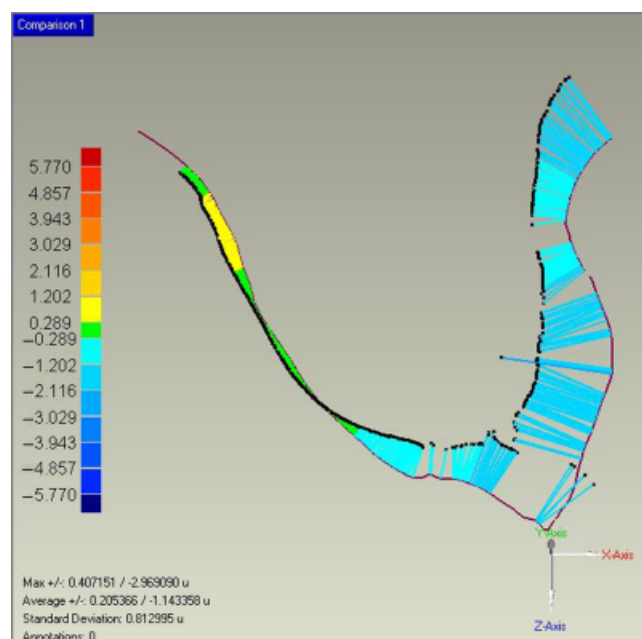 Comparison 1
5.770
4.857
3.943
3.029
2.116
1.202
0.289
-0.289
-1.202
-2.116
-3.029
-3.943
-4.857
-5.770
Y-Axis
X-Axis
Z-Axis
Max +/-: 0.407151 / -2.969090 u
Average +/-: 0.205366 / -1.143358 u
Standard Deviation: 0.812995 u
Annotations: 0